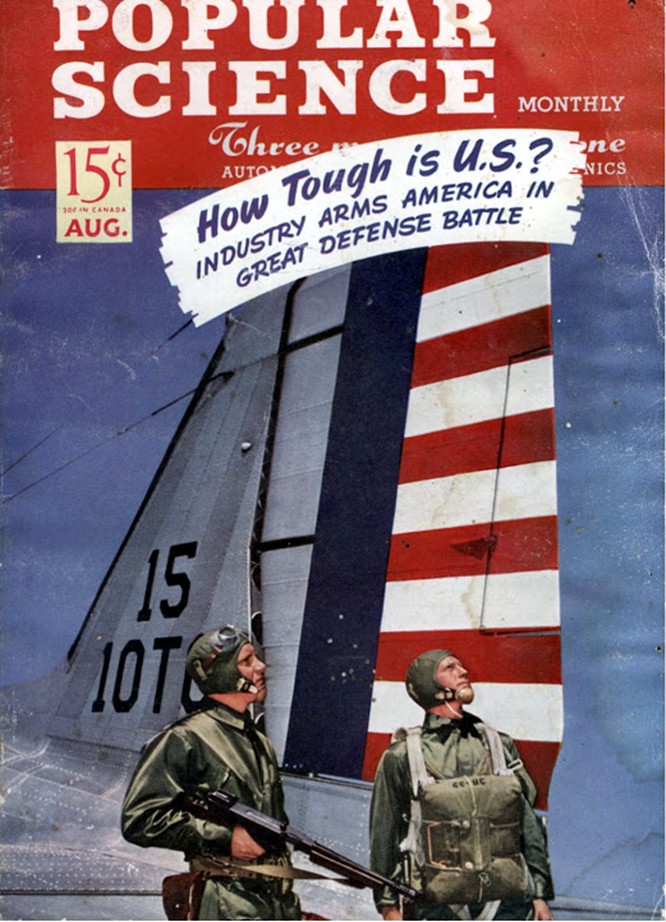 POPULAR
SCIENCE MONTHLY
Three
15¢
20¢ IN CANADA
AUG.
How Tough is U.S.?
INDUSTRY ARMS AMERICA IN
GREAT DEFENSE BATTLE
15
10T